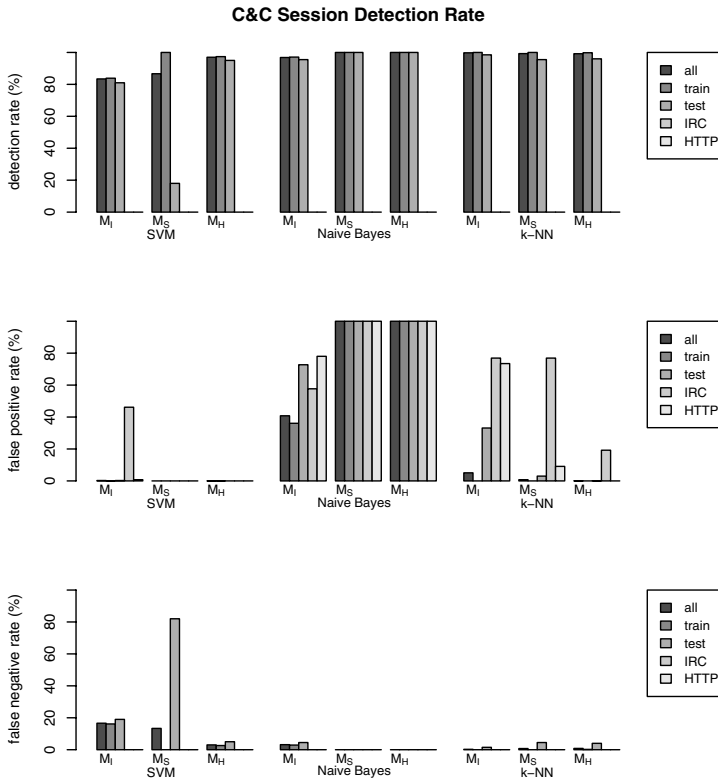 C&C Session Detection Rate
detection rate (%)
0 20 40 60 80
M_I M_S M_H M_I M_S M_H M_I M_S M_H
SVM Naive Bayes k−NN
all
train
test
IRC
HTTP
false positive rate (%)
0 20 40 60 80
M_I M_S M_H M_I M_S M_H M_I M_S M_H
SVM Naive Bayes k−NN
all
train
test
IRC
HTTP
false negative rate (%)
0 20 40 60 80
M_I M_S M_H M_I M_S M_H M_I M_S M_H
SVM Naive Bayes k−NN
all
train
test
IRC
HTTP